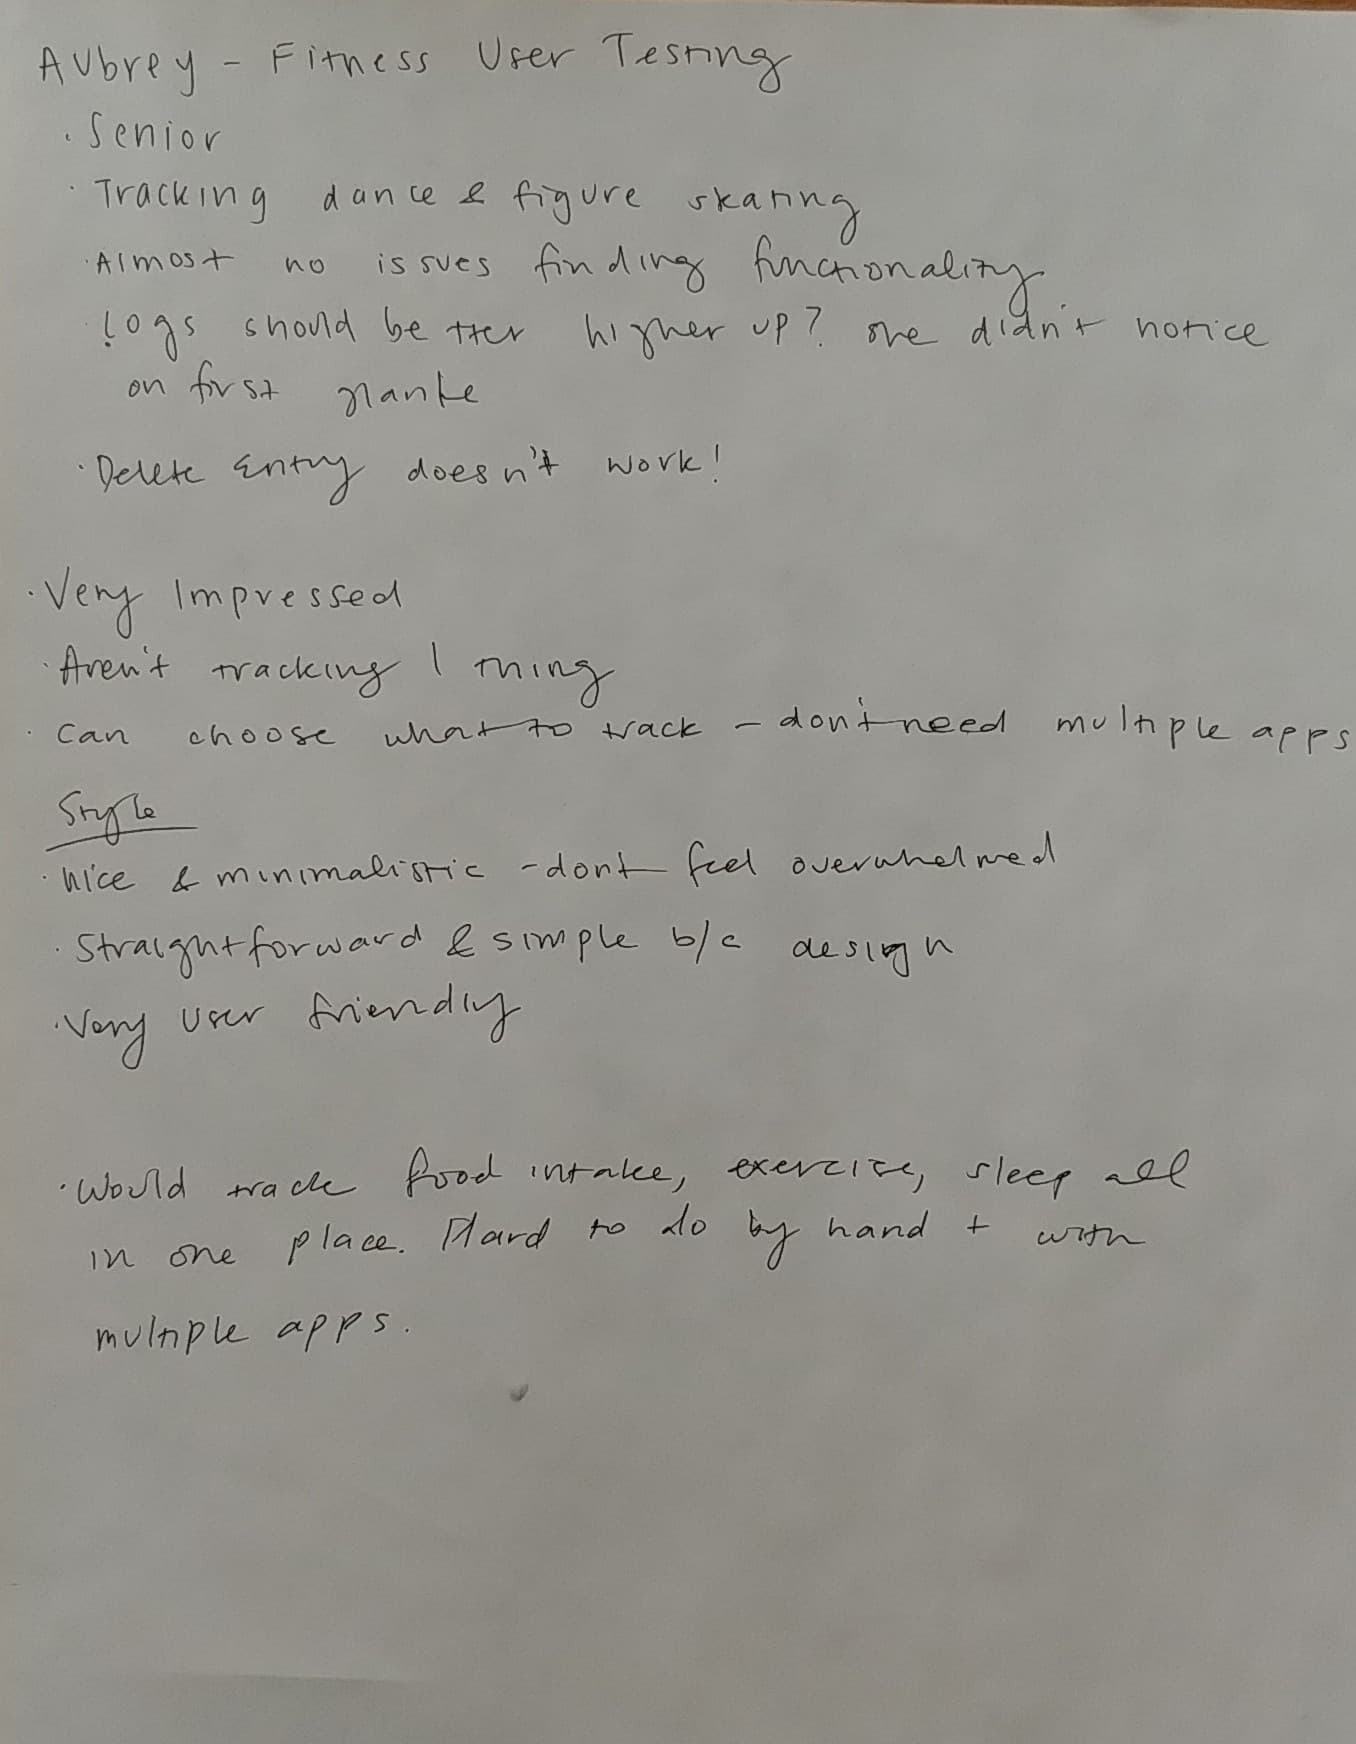 Aubrey - Fitness User Testing
· Senior
· Tracking dance & figure skating
· Almost no issues finding functionality
· Logs should be tter higher up? She didn't notice
on first glanke
· Delete Entry doesn't work!
· Very Impressed
· Aren't tracking 1 thing
· Can choose what to track - don't need multiple apps
Style
· Nice & minimalistic - dont feel overwhelmed
· Straightforward & simple b/c design
· Very user friendly
· Would track food intake, exercise, sleep all
in one place. Hard to do by hand + with
multiple apps.